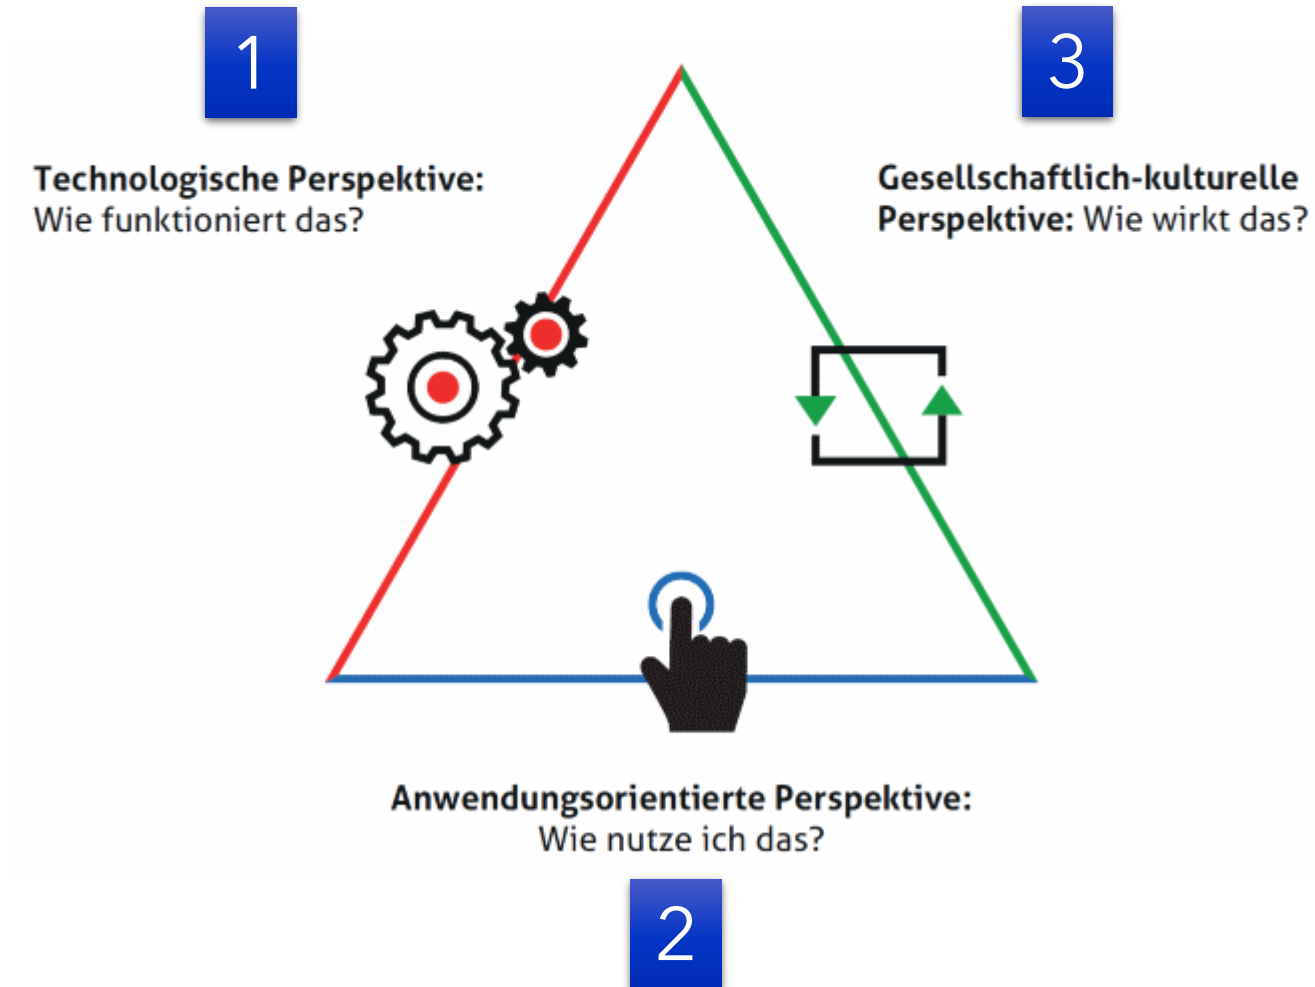 1
Technologische Perspektive:
Wie funktioniert das?
3
Gesellschaftlich-kulturelle
Perspektive: Wie wirkt das?
Anwendungsorientierte Perspektive:
Wie nutze ich das?
2